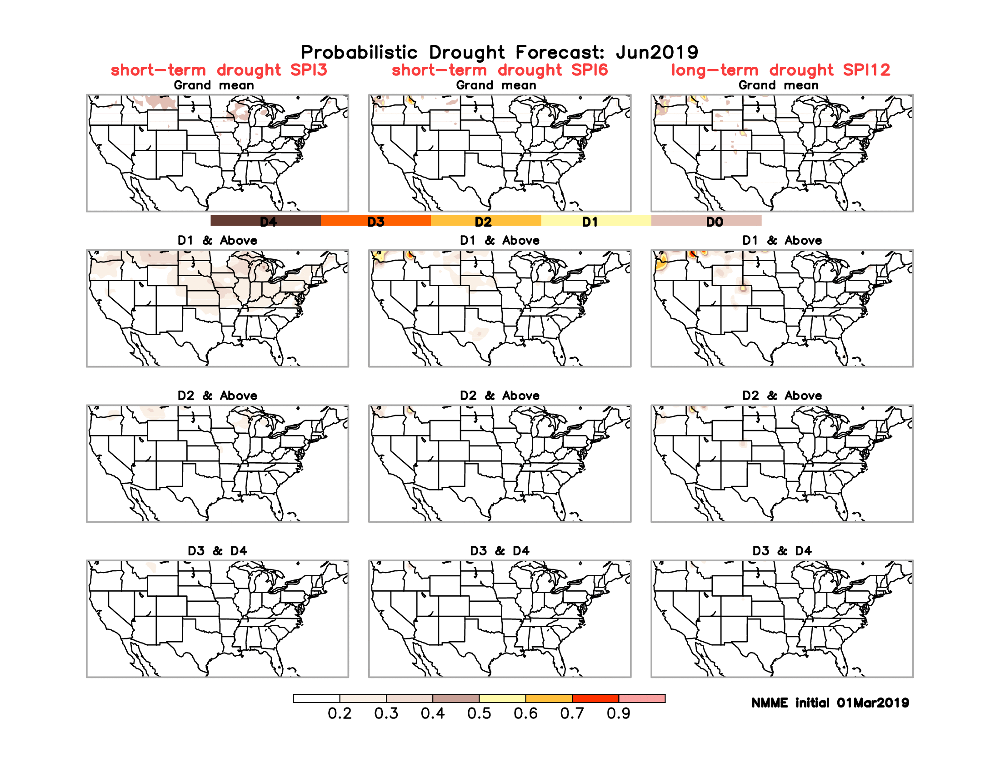 Probabilistic Drought Forecast: Jun2019
short-term drought SPI3 short-term drought SPI6 long-term drought SPI12
Grand mean Grand mean Grand mean
D4 D3 D2 D1 D0
D1 & Above D1 & Above D1 & Above
D2 & Above D2 & Above D2 & Above
D3 & D4 D3 & D4 D3 & D4
0.2 0.3 0.4 0.5 0.6 0.7 0.9
NMME initial 01Mar2019